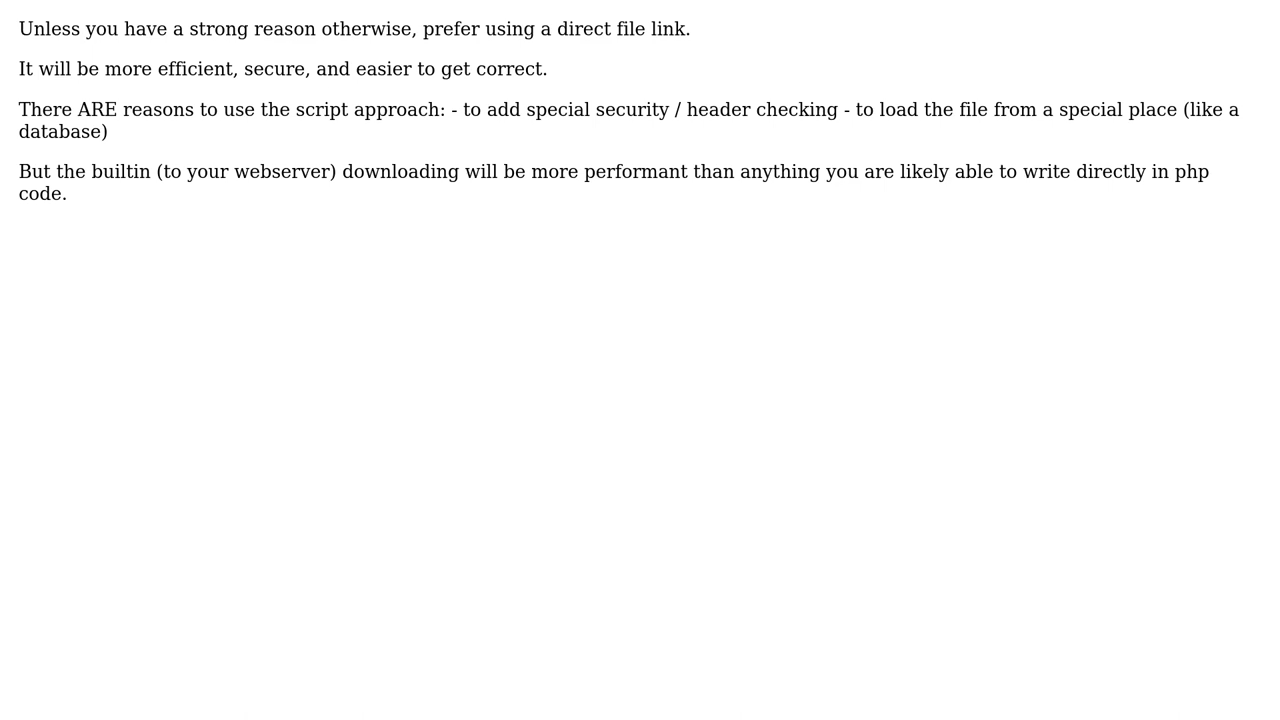 Unless you have a strong reason otherwise, prefer using a direct file link.
It will be more efficient, secure, and easier to get correct.
There ARE reasons to use the script approach: - to add special security / header checking - to load the file from a special place (like a
database)
But the builtin (to your webserver) downloading will be more performant than anything you are likely able to write directly in php
code.